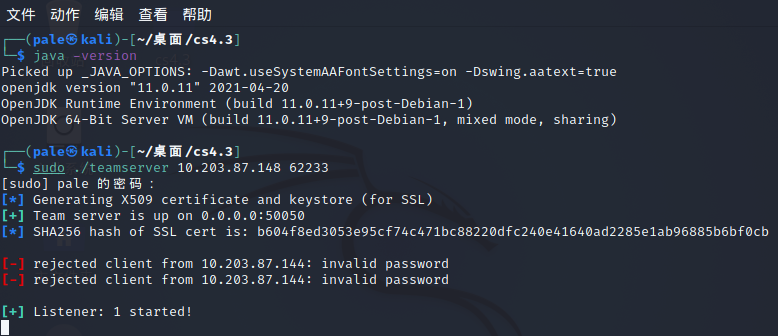 文件 动作 编辑 查看 帮助
┌──(pale㉿kali)-[~/桌面/cs4.3]
└─$ java -version
Picked up _JAVA_OPTIONS: -Dawt.useSystemAAFontSettings=on -Dswing.aatext=true
openjdk version "11.0.11" 2021-04-20
OpenJDK Runtime Environment (build 11.0.11+9-post-Debian-1)
OpenJDK 64-Bit Server VM (build 11.0.11+9-post-Debian-1, mixed mode, sharing)
┌──(pale㉿kali)-[~/桌面/cs4.3]
└─$ sudo ./teamserver 10.203.87.148 62233
[sudo] pale 的密码：
[*] Generating X509 certificate and keystore (for SSL)
[+] Team server is up on 0.0.0.0:50050
[*] SHA256 hash of SSL cert is: b604f8ed3053e95cf74c471bc88220dfc240e41640ad2285e1ab96885b6bf0cb
[-] rejected client from 10.203.87.144: invalid password
[-] rejected client from 10.203.87.144: invalid password
[+] Listener: 1 started!